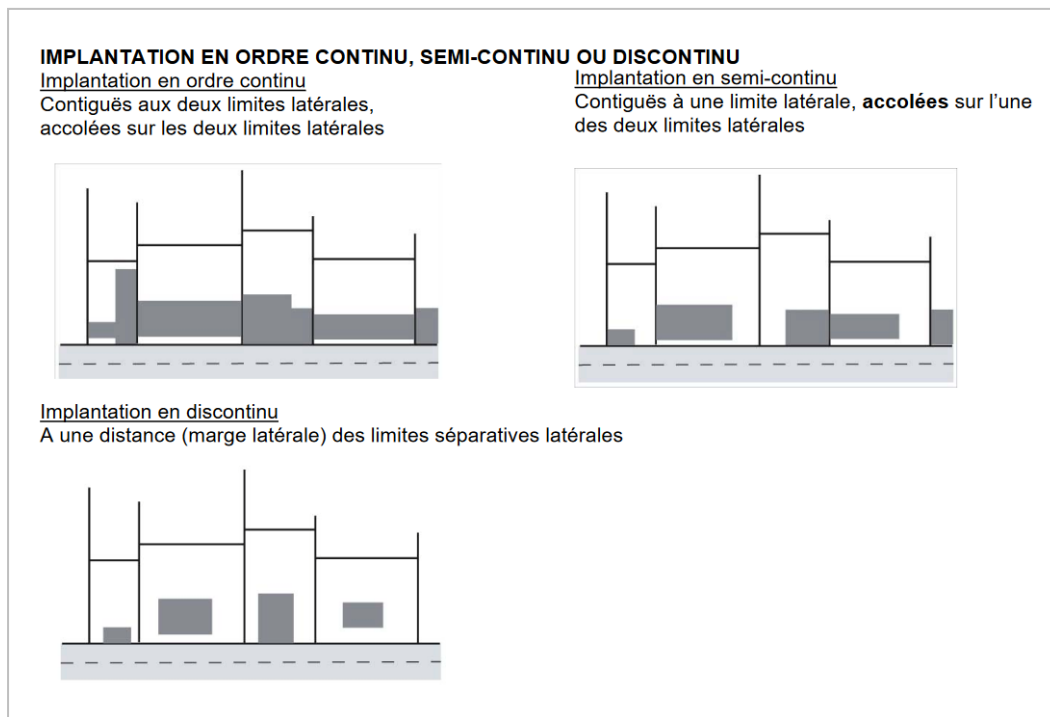 IMPLANTATION EN ORDRE CONTINU, SEMI-CONTINU OU DISCONTINU
Implantation en ordre continu
Contiguës aux deux limites latérales,
accolées sur les deux limites latérales
Implantation en semi-continu
Contiguës à une limite latérale, accolées sur l’une
des deux limites latérales
Implantation en discontinu
A une distance (marge latérale) des limites séparatives latérales